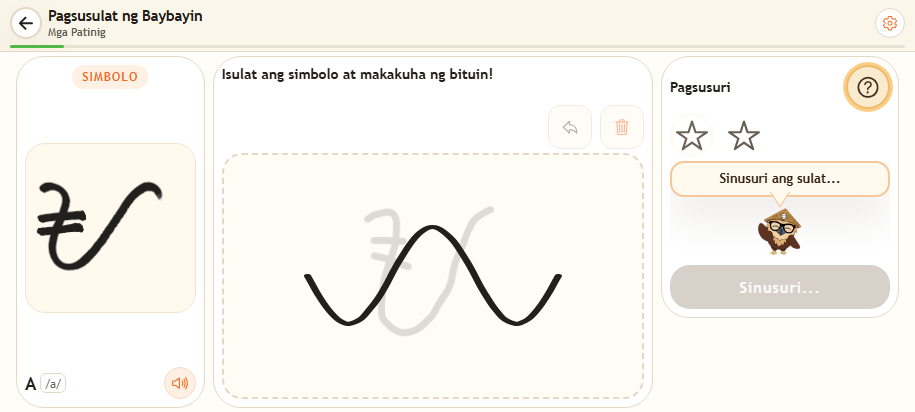 Pagsusulat ng Baybayin
Mga Patinig
SIMBOLO
ᜀ
A /a/
Isulat ang simbolo at makakuha ng bituin!
Pagsusuri
?
Sinusuri ang sulat...
Sinusuri...